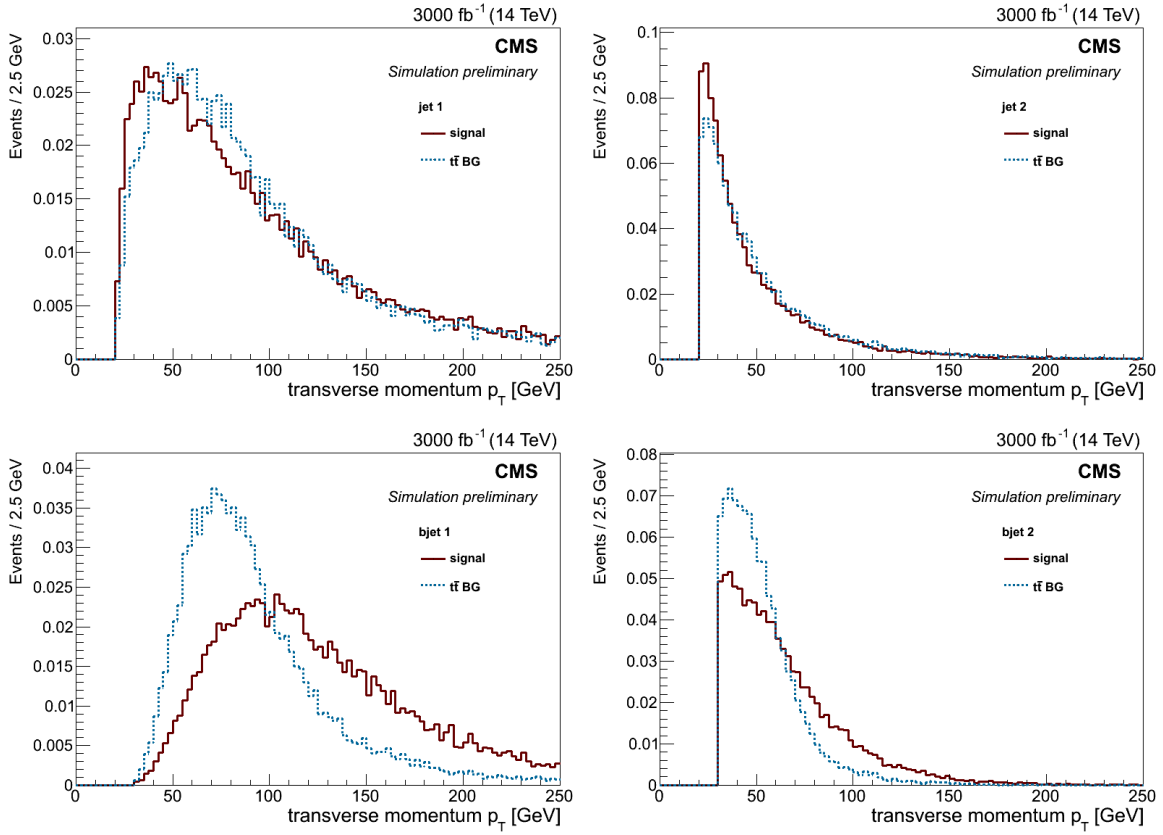 3000 fb⁻¹ (14 TeV)
Events / 2.5 GeV
CMS
Simulation preliminary
jet 1
signal
tt̄ BG
0.03
0.025
0.02
0.015
0.01
0.005
0
0 50 100 150 200 250
transverse momentum p_T [GeV]
3000 fb⁻¹ (14 TeV)
Events / 2.5 GeV
CMS
Simulation preliminary
jet 2
signal
tt̄ BG
0.1
0.08
0.06
0.04
0.02
0
0 50 100 150 200 250
transverse momentum p_T [GeV]
3000 fb⁻¹ (14 TeV)
Events / 2.5 GeV
CMS
Simulation preliminary
bjet 1
signal
tt̄ BG
0.04
0.035
0.03
0.025
0.02
0.015
0.01
0.005
0
0 50 100 150 200 250
transverse momentum p_T [GeV]
3000 fb⁻¹ (14 TeV)
Events / 2.5 GeV
CMS
Simulation preliminary
bjet 2
signal
tt̄ BG
0.08
0.07
0.06
0.05
0.04
0.03
0.02
0.01
0
0 50 100 150 200 250
transverse momentum p_T [GeV]